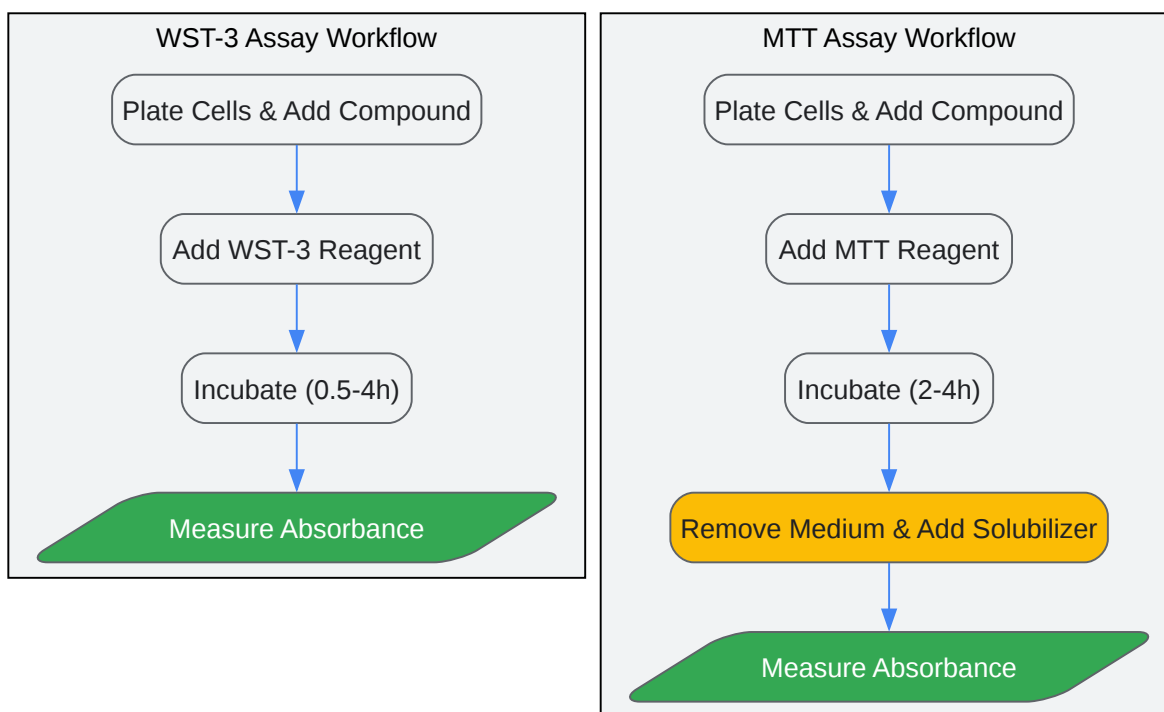 WST-3 Assay Workflow
Plate Cells & Add Compound
Add WST-3 Reagent
Incubate (0.5-4h)
Measure Absorbance
MTT Assay Workflow
Plate Cells & Add Compound
Add MTT Reagent
Incubate (2-4h)
Remove Medium & Add Solubilizer
Measure Absorbance